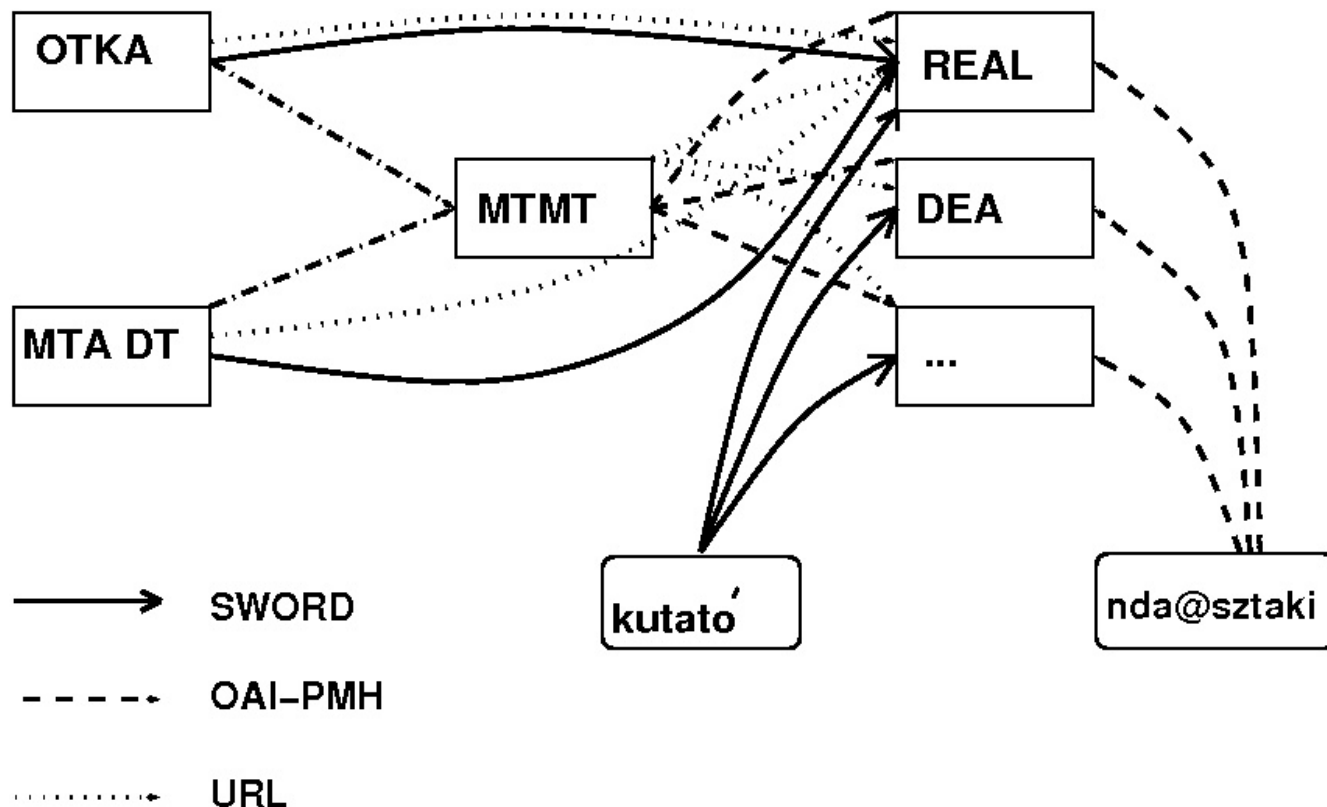 OTKA
REAL
MTMT
DEA
MTA DT
...
kutató
nda@sztaki
SWORD
OAI-PMH
URL